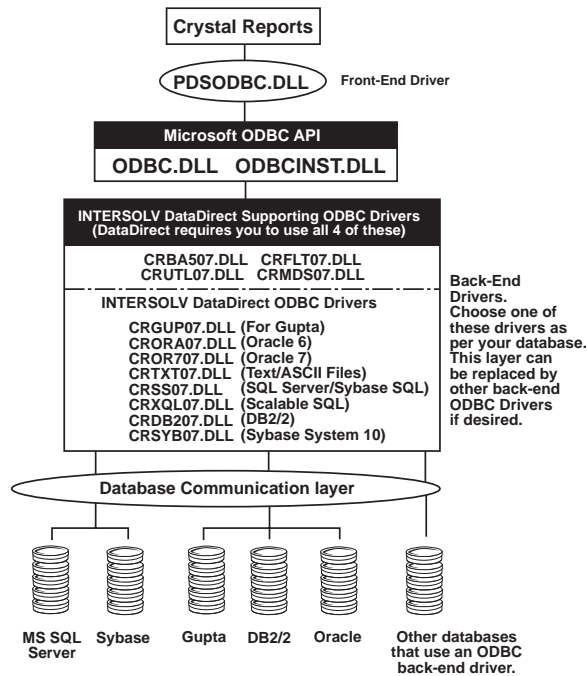 Crystal Reports
PDSODBC.DLL
Front-End Driver
Microsoft ODBC API
ODBC.DLL ODBCINST.DLL
INTERSOLV DataDirect Supporting ODBC Drivers
(DataDirect requires you to use all 4 of these)
CRBA507.DLL CRFLT07.DLL
CRUTL07.DLL CRMDS07.DLL
INTERSOLV DataDirect ODBC Drivers
CRGUP07.DLL (For Gupta)
CRORA07.DLL (Oracle 6)
CROR707.DLL (Oracle 7)
CRTXT07.DLL (Text/ASCII Files)
CRSS07.DLL (SQL Server/Sybase SQL)
CRXQL07.DLL (Scalable SQL)
CRDB207.DLL (DB2/2)
CRSYB07.DLL (Sybase System 10)
Back-End
Drivers.
Choose one of
these drivers as
per your database.
This layer can
be replaced by
other back-end
ODBC Drivers
if desired.
Database Communication layer
MS SQL
Server
Sybase
Gupta
DB2/2
Oracle
Other databases
that use an ODBC
back-end driver.